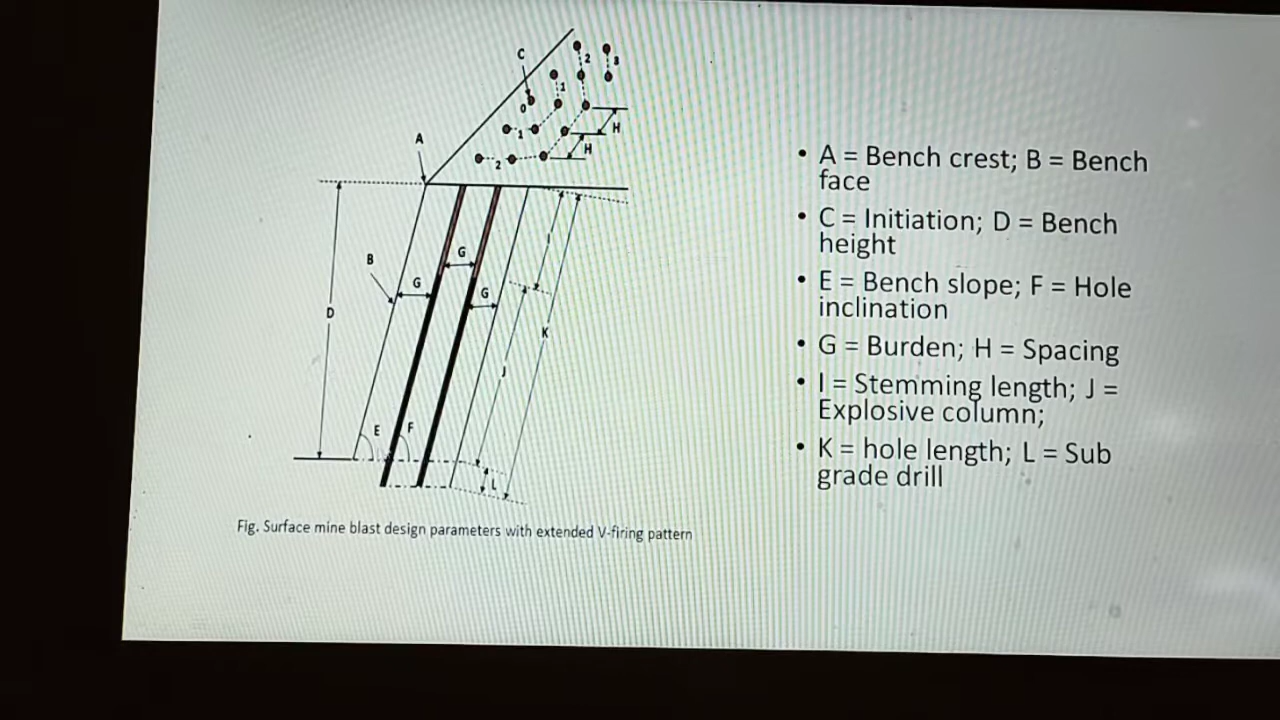 C
2
3
1
0
A
1
H
H
2
B
G
G
G
I
D
K
J
E
F
L
Fig. Surface mine blast design parameters with extended V-firing pattern
• A = Bench crest; B = Bench
face
• C = Initiation; D = Bench
height
• E = Bench slope; F = Hole
inclination
• G = Burden; H = Spacing
• I = Stemming length; J =
Explosive column;
• K = hole length; L = Sub
grade drill